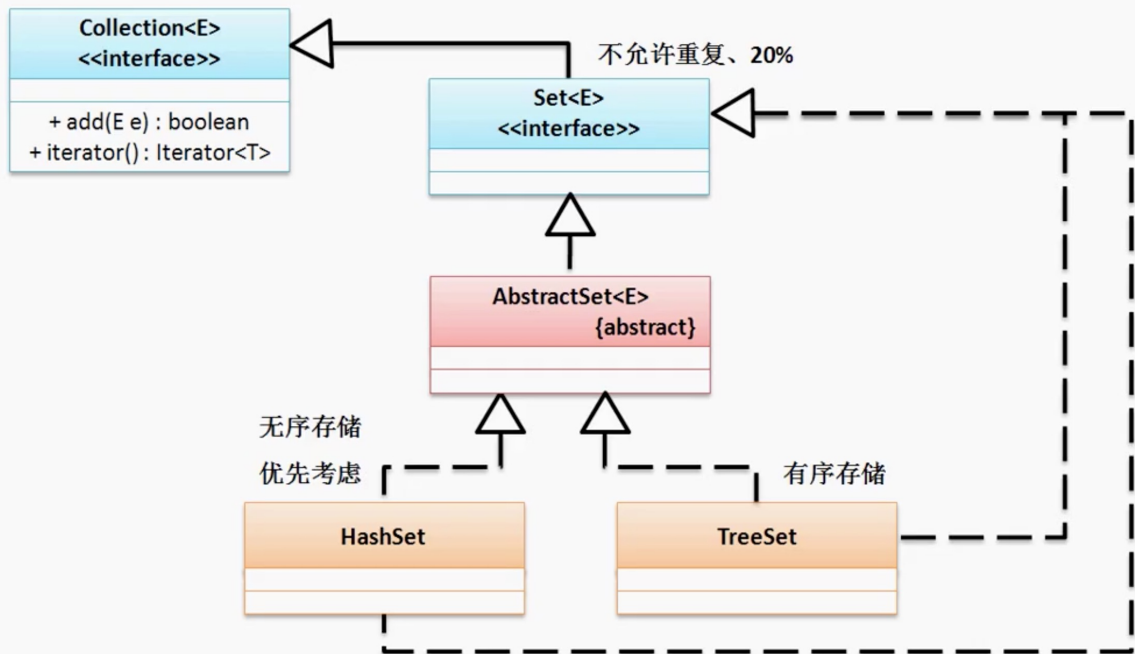 Collection<E>
<<interface>>
+ add(E e) : boolean
+ iterator() : Iterator<T>
不允许重复、20%
Set<E>
<<interface>>
AbstractSet<E>
{abstract}
无序存储
优先考虑
有序存储
HashSet
TreeSet